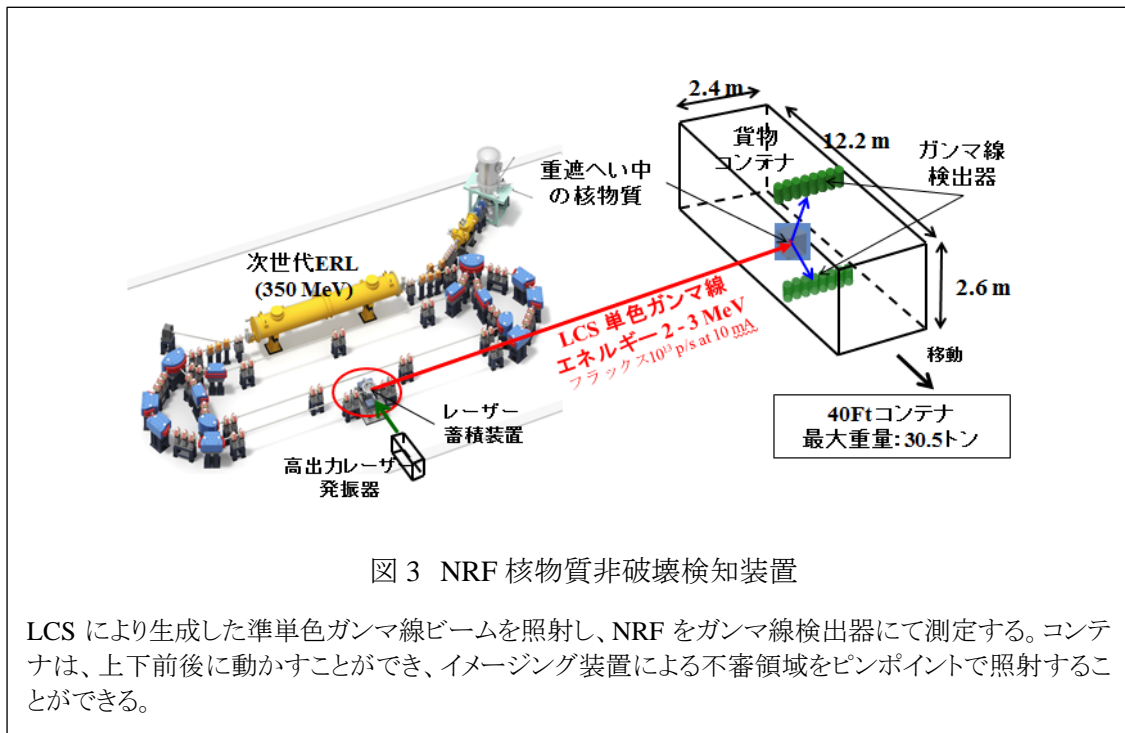 2.4 m
貨物
コンテナ
12.2 m
ガンマ線
検出器
重遮へい中
の核物質
次世代ERL
(350 MeV)
2.6 m
LCS 単色ガンマ線
エネルギー 2 - 3 MeV
フラックス10¹³ p/s at 10 mA
移動
レーザー
蓄積装置
高出力レーザ
発振器
40Ftコンテナ
最大重量:30.5トン
図 3 NRF 核物質非破壊検知装置
LCS により生成した準単色ガンマ線ビームを照射し、NRF をガンマ線検出器にて測定する。コンテ
ナは、上下前後に動かすことができ、イメージング装置による不審領域をピンポイントで照射するこ
とができる。